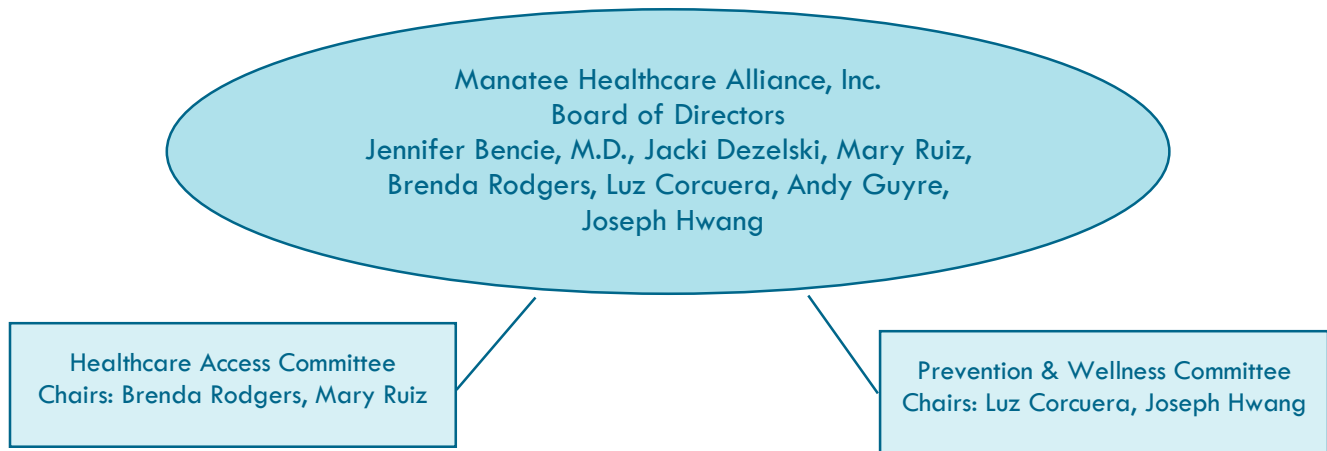 Manatee Healthcare Alliance, Inc.
Board of Directors
Jennifer Bencie, M.D., Jacki Dezelski, Mary Ruiz,
Brenda Rodgers, Luz Corcuera, Andy Guyre,
Joseph Hwang
Healthcare Access Committee
Chairs: Brenda Rodgers, Mary Ruiz
Prevention & Wellness Committee
Chairs: Luz Corcuera, Joseph Hwang